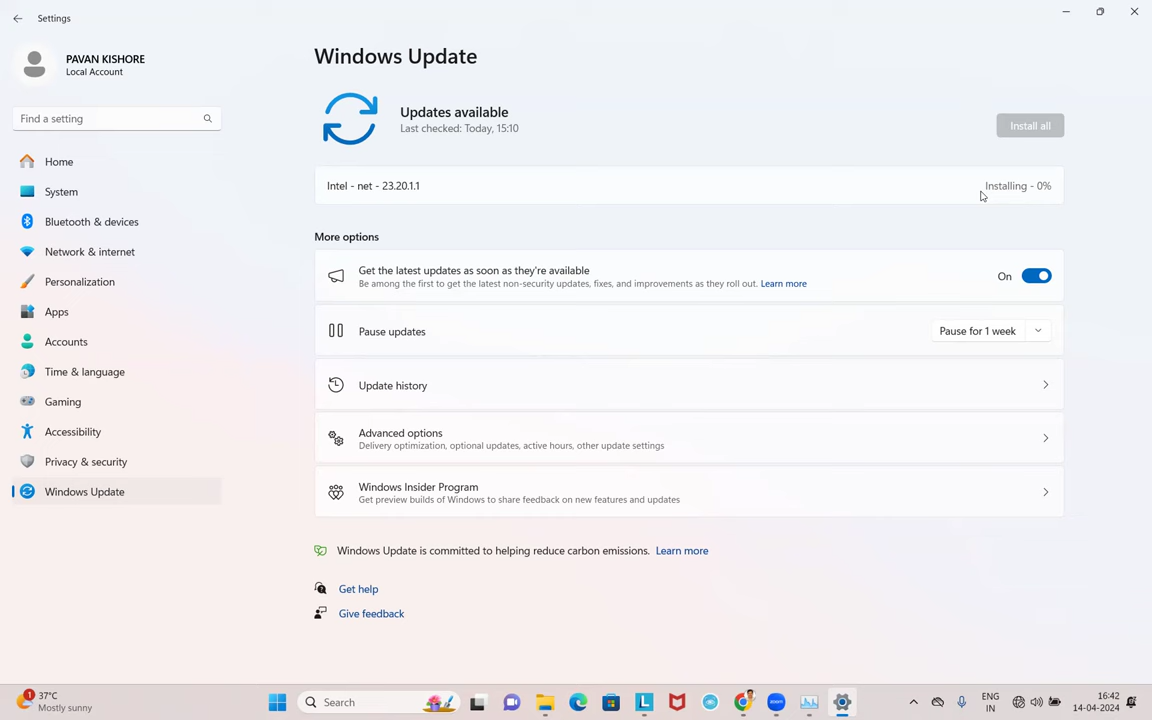 Settings
PAVAN KISHORE
Local Account
Find a setting
Home
System
Bluetooth & devices
Network & internet
Personalization
Apps
Accounts
Time & language
Gaming
Accessibility
Privacy & security
Windows Update
Windows Update
Updates available
Last checked: Today, 15:10
Install all
Intel - net - 23.20.1.1
Installing - 0%
More options
Get the latest updates as soon as they're available
Be among the first to get the latest non-security updates, fixes, and improvements as they roll out. Learn more
On
Pause updates
Pause for 1 week
Update history
Advanced options
Delivery optimization, optional updates, active hours, other update settings
Windows Insider Program
Get preview builds of Windows to share feedback on new features and updates
Windows Update is committed to helping reduce carbon emissions. Learn more
Get help
Give feedback
1
37°C
Mostly sunny
Search
L
zoom
ENG
IN
16:42
14-04-2024